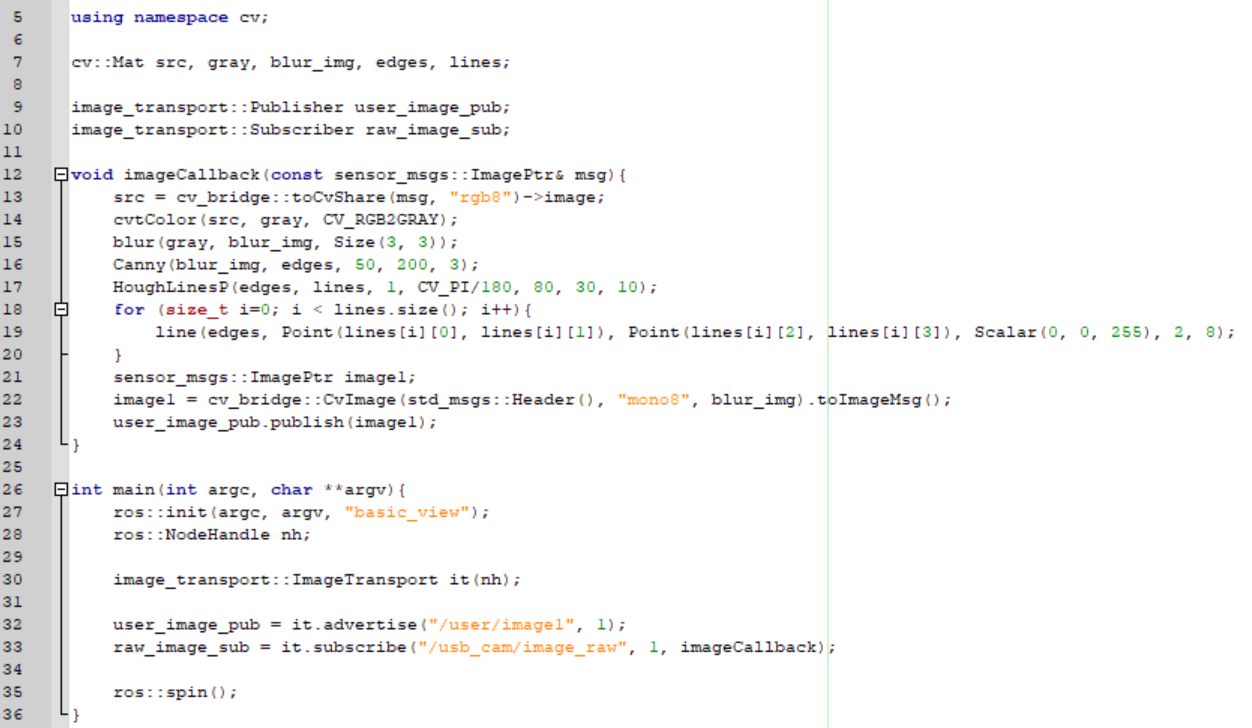 5 using namespace cv;
6
7 cv::Mat src, gray, blur_img, edges, lines;
8
9 image_transport::Publisher user_image_pub;
10 image_transport::Subscriber raw_image_sub;
11
12 void imageCallback(const sensor_msgs::ImagePtr& msg){
13     src = cv_bridge::toCvShare(msg, "rgb8")->image;
14     cvtColor(src, gray, CV_RGB2GRAY);
15     blur(gray, blur_img, Size(3, 3));
16     Canny(blur_img, edges, 50, 200, 3);
17     HoughLinesP(edges, lines, 1, CV_PI/180, 80, 30, 10);
18     for (size_t i=0; i < lines.size(); i++){
19         line(edges, Point(lines[i][0], lines[i][1]), Point(lines[i][2], lines[i][3]), Scalar(0, 0, 255), 2, 8);
20     }
21     sensor_msgs::ImagePtr image1;
22     image1 = cv_bridge::CvImage(std_msgs::Header(), "mono8", blur_img).toImageMsg();
23     user_image_pub.publish(image1);
24 }
25
26 int main(int argc, char **argv){
27     ros::init(argc, argv, "basic_view");
28     ros::NodeHandle nh;
29
30     image_transport::ImageTransport it(nh);
31
32     user_image_pub = it.advertise("/user/image1", 1);
33     raw_image_sub = it.subscribe("/usb_cam/image_raw", 1, imageCallback);
34
35     ros::spin();
36 }